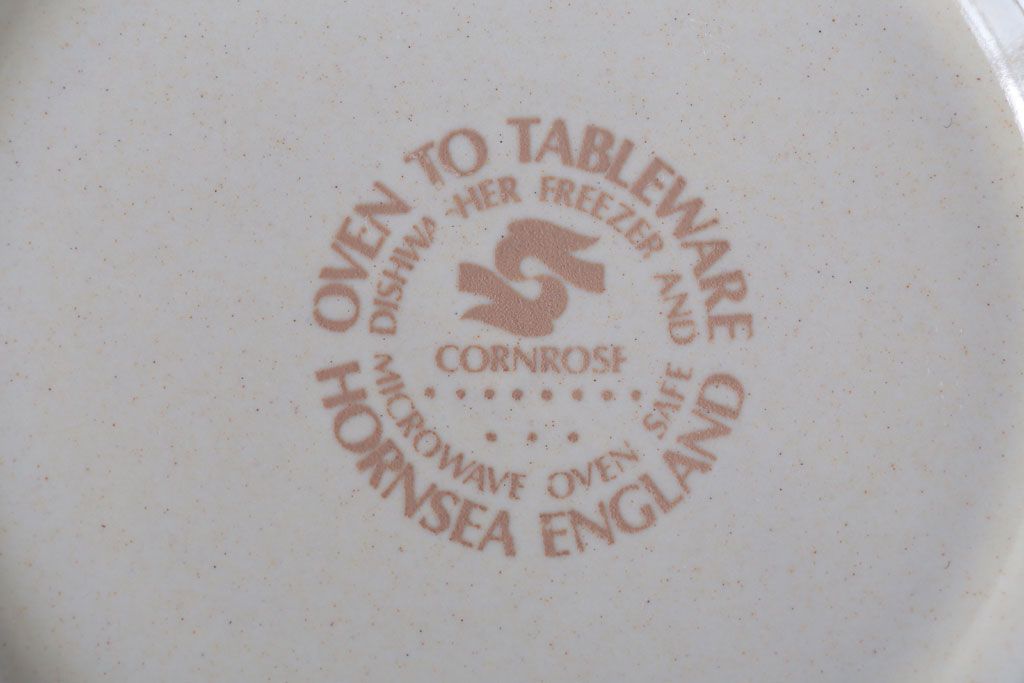 OVEN TO TABLEWARE
DISHWA HER FREEZER AND
CORNROSE
MICROWAVE OVEN SAFE
HORNSEA ENGLAND